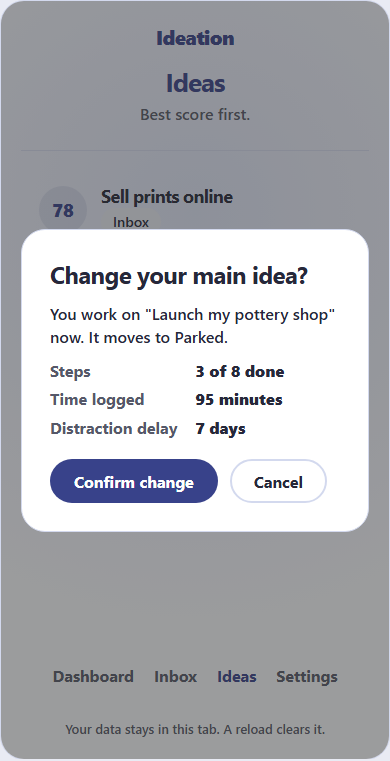 Ideation
Ideas
Best score first.
78
Sell prints online
Inbox
Change your main idea?
You work on "Launch my pottery shop"
now. It moves to Parked.
Steps 3 of 8 done
Time logged 95 minutes
Distraction delay 7 days
Confirm change Cancel
Dashboard Inbox Ideas Settings
Your data stays in this tab. A reload clears it.